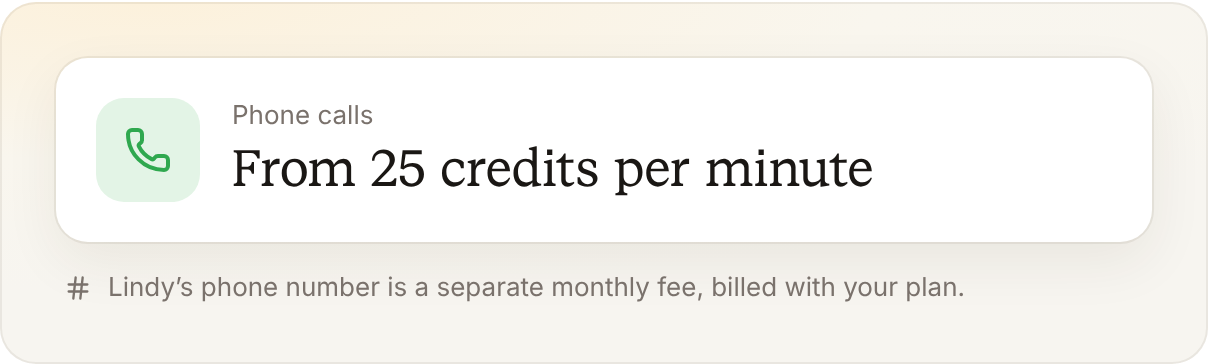 Phone calls
From 25 credits per minute
# Lindy’s phone number is a separate monthly fee, billed with your plan.